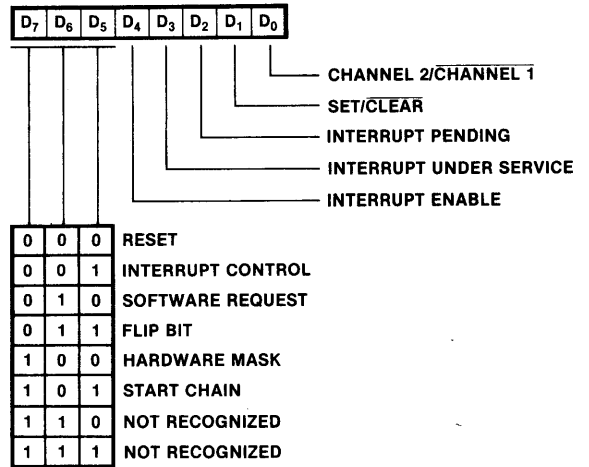 D7 D6 D5 D4 D3 D2 D1 D0
CHANNEL 2/CHANNEL 1
SET/CLEAR
INTERRUPT PENDING
INTERRUPT UNDER SERVICE
INTERRUPT ENABLE
0 0 0 RESET
0 0 1 INTERRUPT CONTROL
0 1 0 SOFTWARE REQUEST
0 1 1 FLIP BIT
1 0 0 HARDWARE MASK
1 0 1 START CHAIN
1 1 0 NOT RECOGNIZED
1 1 1 NOT RECOGNIZED